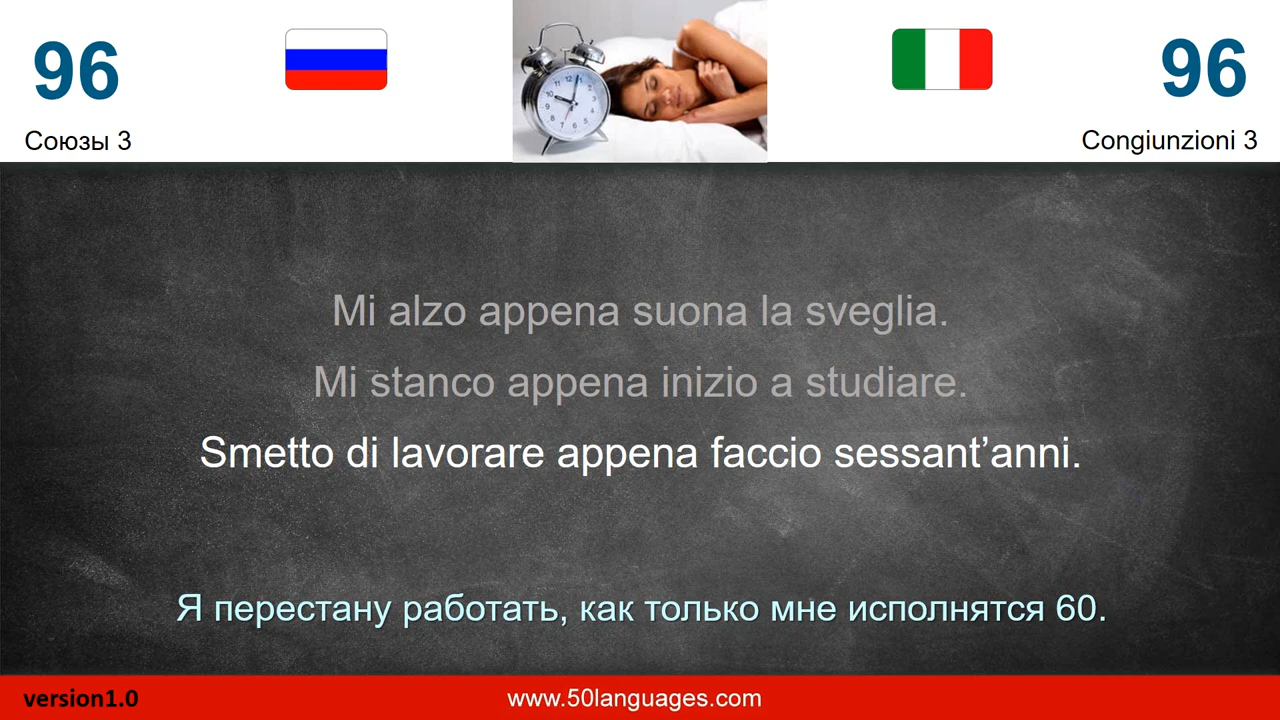 96
96
Союзы 3
Congiunzioni 3
Mi alzo appena suona la sveglia.
Mi stanco appena inizio a studiare.
Smetto di lavorare appena faccio sessant’anni.
Я перестану работать, как только мне исполнятся 60.
version1.0
www.50languages.com